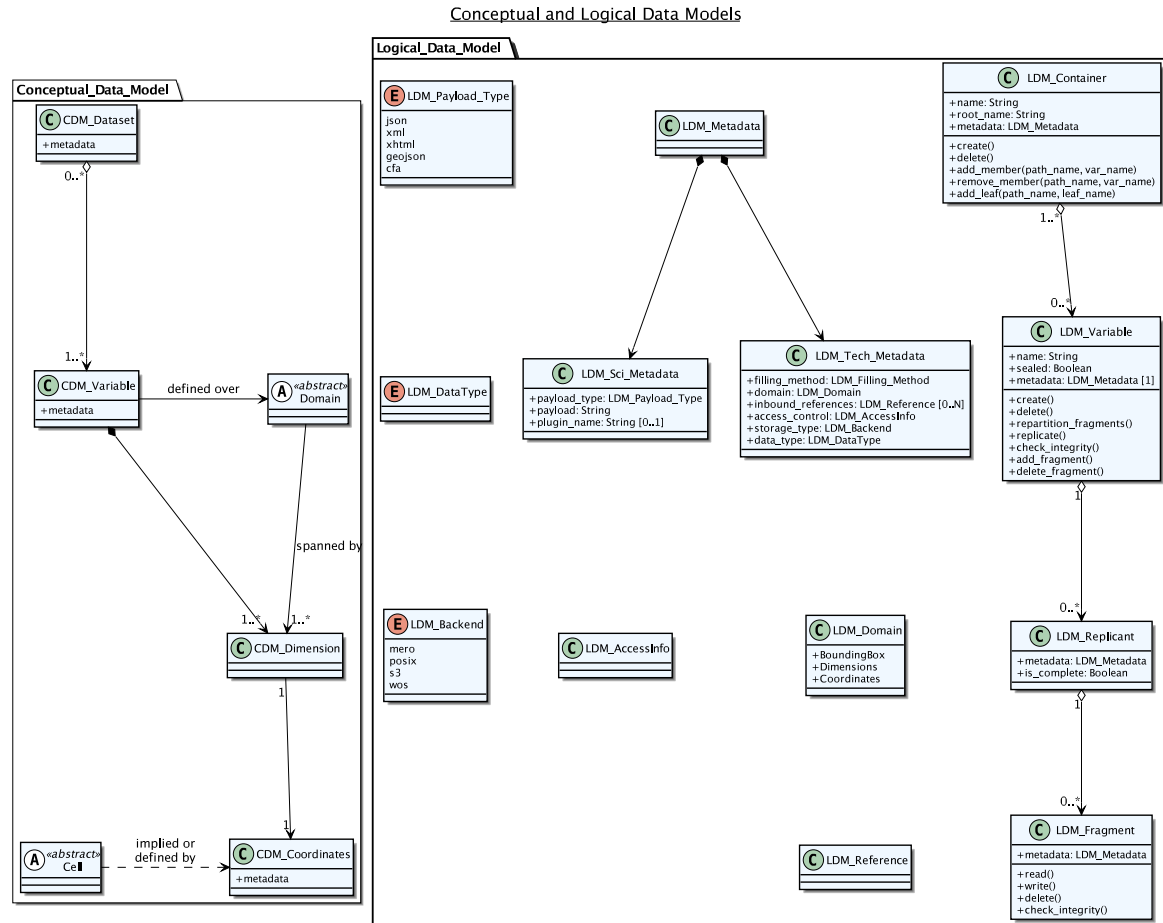 Conceptual and Logical Data Models
Conceptual_Data_Model
C CDM_Dataset
+metadata
0..*
1..*
C CDM_Variable
+metadata
defined over
A «abstract»
Domain
spanned by
1..*
1..*
C CDM_Dimension
1
1
A «abstract»
Cell
implied or
defined by
C CDM_Coordinates
+metadata
Logical_Data_Model
E LDM_Payload_Type
json
xml
xhtml
geojson
cfa
C LDM_Metadata
C LDM_Container
+name: String
+root_name: String
+metadata: LDM_Metadata
+create()
+delete()
+add_member(path_name, var_name)
+remove_member(path_name, var_name)
+add_leaf(path_name, leaf_name)
1..*
0..*
E LDM_DataType
C LDM_Sci_Metadata
+payload_type: LDM_Payload_Type
+payload: String
+plugin_name: String [0..1]
C LDM_Tech_Metadata
+filling_method: LDM_Filling_Method
+domain: LDM_Domain
+inbound_references: LDM_Reference [0..N]
+access_control: LDM_AccessInfo
+storage_type: LDM_Backend
+data_type: LDM_DataType
C LDM_Variable
+name: String
+sealed: Boolean
+metadata: LDM_Metadata [1]
+create()
+delete()
+repartition_fragments()
+replicate()
+check_integrity()
+add_fragment()
+delete_fragment()
1
0..*
E LDM_Backend
mero
posix
s3
wos
C LDM_AccessInfo
C LDM_Domain
+BoundingBox
+Dimensions
+Coordinates
C LDM_Replicant
+metadata: LDM_Metadata
+is_complete: Boolean
1
0..*
C LDM_Reference
C LDM_Fragment
+metadata: LDM_Metadata
+read()
+write()
+delete()
+check_integrity()